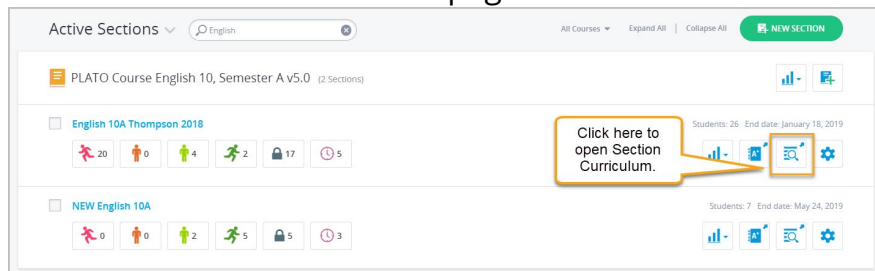 Active Sections English All Courses Expand All | Collapse All NEW SECTION
PLATO Course English 10, Semester A v5.0 (2 Sections)
English 10A Thompson 2018 Students: 26 End date: January 18, 2019
20 0 4 2 17 5 A+
Click here to
open Section
Curriculum.
NEW English 10A Students: 7 End date: May 24, 2019
0 0 2 5 5 3 A+